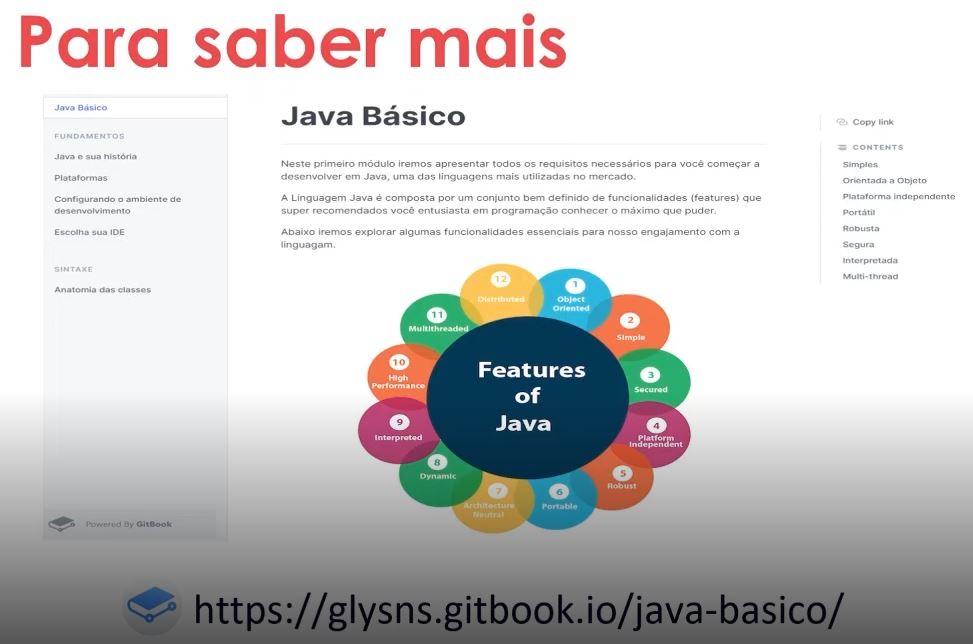 Para saber mais
Java Básico
FUNDAMENTOS
Java e sua história
Plataformas
Configurando o ambiente de
desenvolvimento
Escolha sua IDE
SINTAXE
Anatomia das classes
Powered By GitBook
Java Básico
Neste primeiro módulo iremos apresentar todos os requisitos necessários para você começar a
desenvolver em Java, uma das linguagens mais utilizadas no mercado.
A Linguagem Java é composta por um conjunto bem definido de funcionalidades (features) que
super recomendados você entusiasta em programação conhecer o máximo que puder.
Abaixo iremos explorar algumas funcionalidades essenciais para nosso engajamento com a
linguagam.
Features
of
Java
1
Object
Oriented
2
Simple
3
Secured
4
Platform
Independent
5
Robust
6
Portable
7
Architecture
Neutral
8
Dynamic
9
Interpreted
10
High
Performance
11
Multithreaded
12
Distributed
Copy link
CONTENTS
Simples
Orientada a Objeto
Plataforma independente
Portátil
Robusta
Segura
Interpretada
Multi-thread
https://glysns.gitbook.io/java-basico/